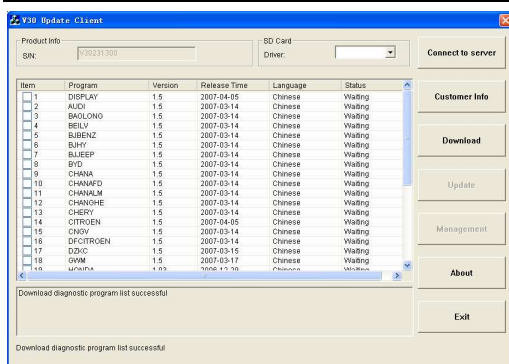 V30 Update Client
Product Info
S/N: V30231300
SD Card
Driver:
Connect to server
Item Program Version Release Time Language Status
1 DISPLAY 1.5 2007-04-05 Chinese Waiting
2 AUDI 1.5 2007-03-14 Chinese Waiting
3 BAOLONG 1.5 2007-03-14 Chinese Waiting
4 BEILV 1.5 2007-03-14 Chinese Waiting
5 BJBENZ 1.5 2007-03-14 Chinese Waiting
6 BJHY 1.5 2007-03-14 Chinese Waiting
7 BJJEEP 1.5 2007-03-14 Chinese Waiting
8 BYD 1.5 2007-03-14 Chinese Waiting
9 CHANA 1.5 2007-03-14 Chinese Waiting
10 CHANAFD 1.5 2007-03-14 Chinese Waiting
11 CHANALM 1.5 2007-03-14 Chinese Waiting
12 CHANGHE 1.5 2007-03-14 Chinese Waiting
13 CHERY 1.5 2007-03-14 Chinese Waiting
14 CITROEN 1.5 2007-04-05 Chinese Waiting
15 CNGV 1.5 2007-03-14 Chinese Waiting
16 DFCITROEN 1.5 2007-03-14 Chinese Waiting
17 DZKC 1.5 2007-03-15 Chinese Waiting
18 GWM 1.5 2007-03-17 Chinese Waiting
19 HONDA 1.03 2006-12-29 Chinese Waiting
Customer Info
Download
Update
Management
About
Exit
Download diagnostic program list successful
Download diagnostic program list successful